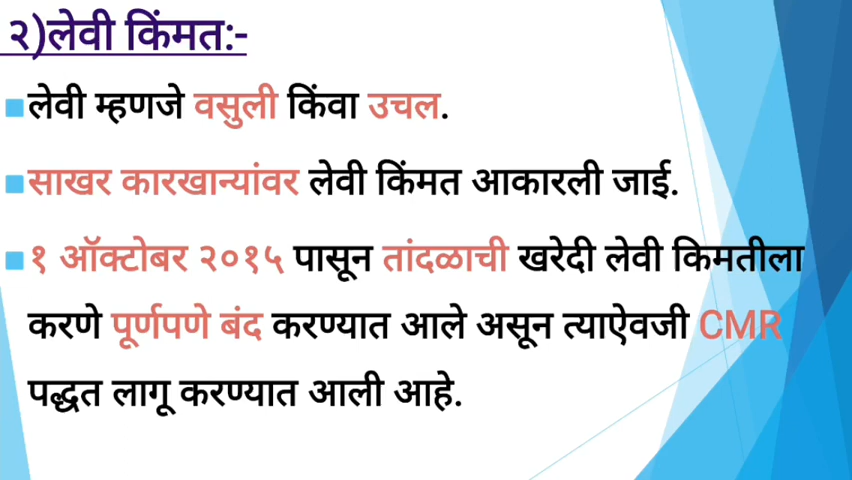 २)लेवी किंमत:-
लेवी म्हणजे वसुली किंवा उचल.
साखर कारखान्यांवर लेवी किंमत आकारली जाई.
१ ऑक्टोबर २०१५ पासून तांदळाची खरेदी लेवी किमतीला
करणे पूर्णपणे बंद करण्यात आले असून त्याऐवजी CMR
पद्धत लागू करण्यात आली आहे.